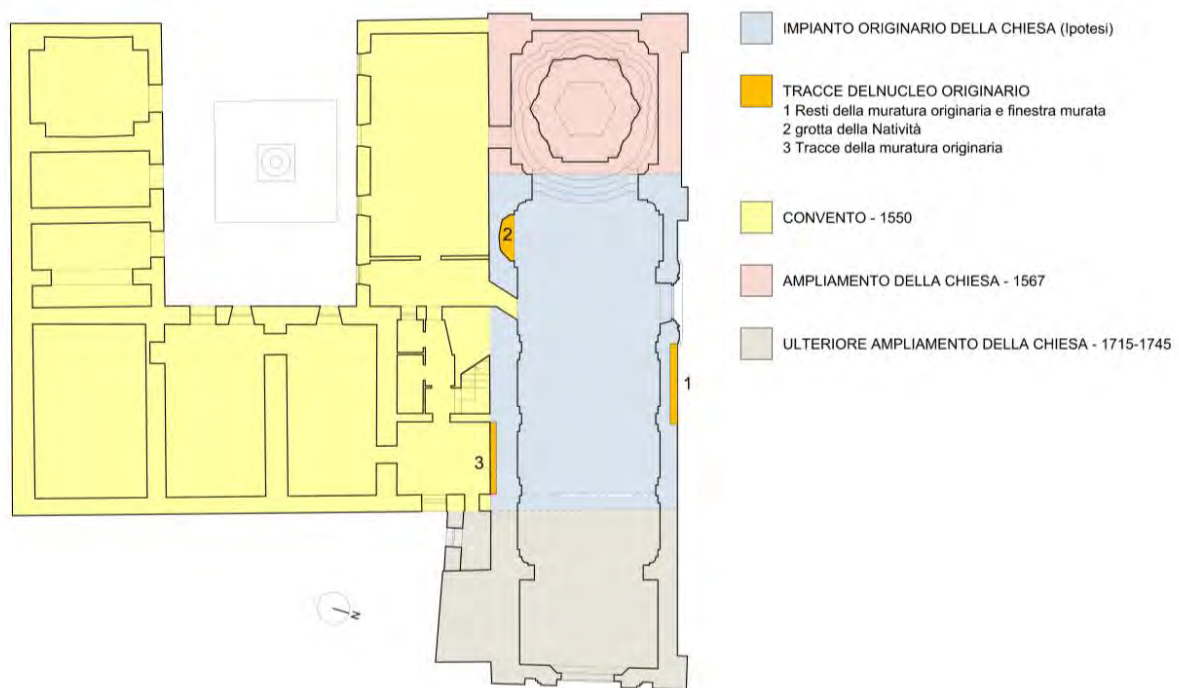 IMPIANTO ORIGINARIO DELLA CHIESA (Ipotesi)
TRACCE DELNUCLEO ORIGINARIO
1 Resti della muratura originaria e finestra murata
2 grotta della Natività
3 Tracce della muratura originaria
CONVENTO - 1550
AMPLIAMENTO DELLA CHIESA - 1567
ULTERIORE AMPLIAMENTO DELLA CHIESA - 1715-1745
2
1
3
N